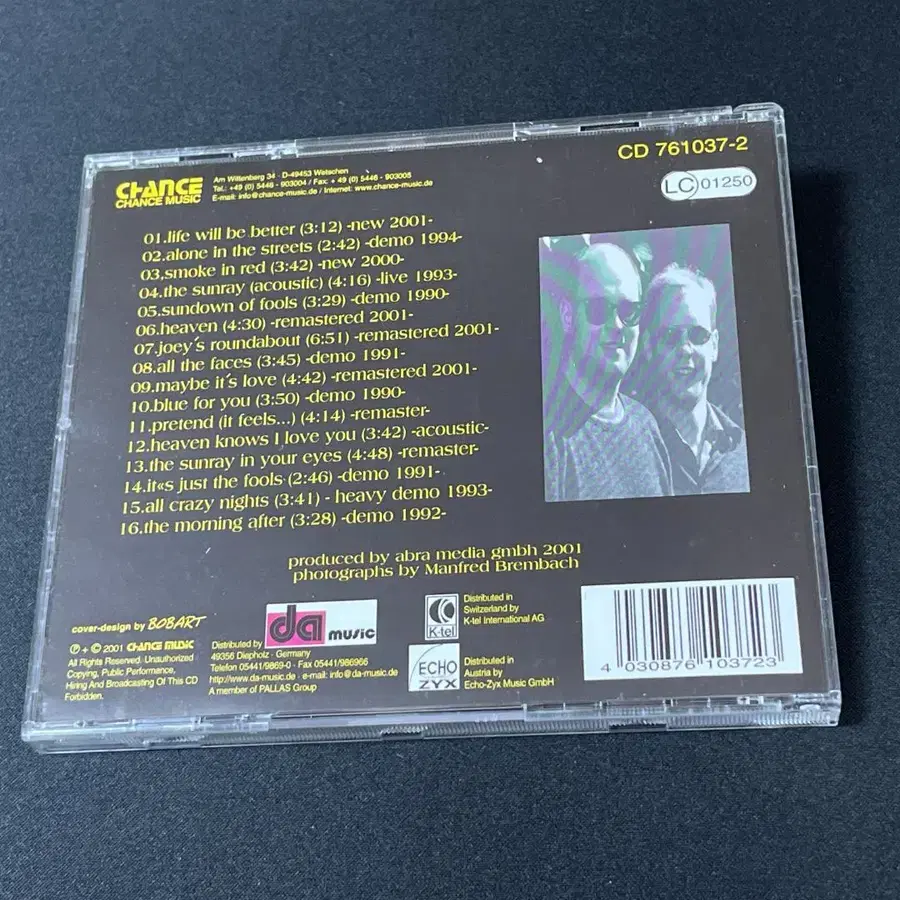 CHANCE
CHANCE MUSIC
Am Wittenberg 34 · D-49453 Wetschen
Tel.: +49 (0) 5446 - 903004 / Fax: + 49 (0) 5446 - 903005
E-mail: info@chance-music.de / Internet: www.chance-music.de
CD 761037-2
LC 01250
01.life will be better (3:12) -new 2001-
02.alone in the streets (2:42) -demo 1994-
03.smoke in red (3:42) -new 2000-
04.the sunray (acoustic) (4:16) -live 1993-
05.sundown of fools (3:29) -demo 1990-
06.heaven (4:30) -remastered 2001-
07.joey´s roundabout (6:51) -remastered 2001-
08.all the faces (3:45) -demo 1991-
09.maybe it´s love (4:42) -remastered 2001-
10.blue for you (3:50) -demo 1990-
11.pretend (it feels...) (4:14) -remaster-
12.heaven knows I love you (3:42) -acoustic-
13.the sunray in your eyes (4:48) -remaster-
14.it«s just the fools (2:46) -demo 1991-
15.all crazy nights (3:41) - heavy demo 1993-
16.the morning after (3:28) -demo 1992-
produced by abra media gmbh 2001
photographs by Manfred Brembach
cover-design by BOBART
℗ + © 2001 CHANCE MUSIC
All Rights Reserved. Unauthorized
Copying, Public Performance,
Hiring And Broadcasting Of This CD
Forbidden.
Distributed by
da music
49356 Diepholz · Germany
Telefon 05441/9869-0 · Fax 05441/986966
http://www.da-music.de · e-mail: info@da-music.de
A member of PALLAS Group
K-tel
Distributed in
Switzerland by
K-tel International AG
ECHO
ZYX
Distributed in
Austria by
Echo-Zyx Music GmbH
4 030876 103723